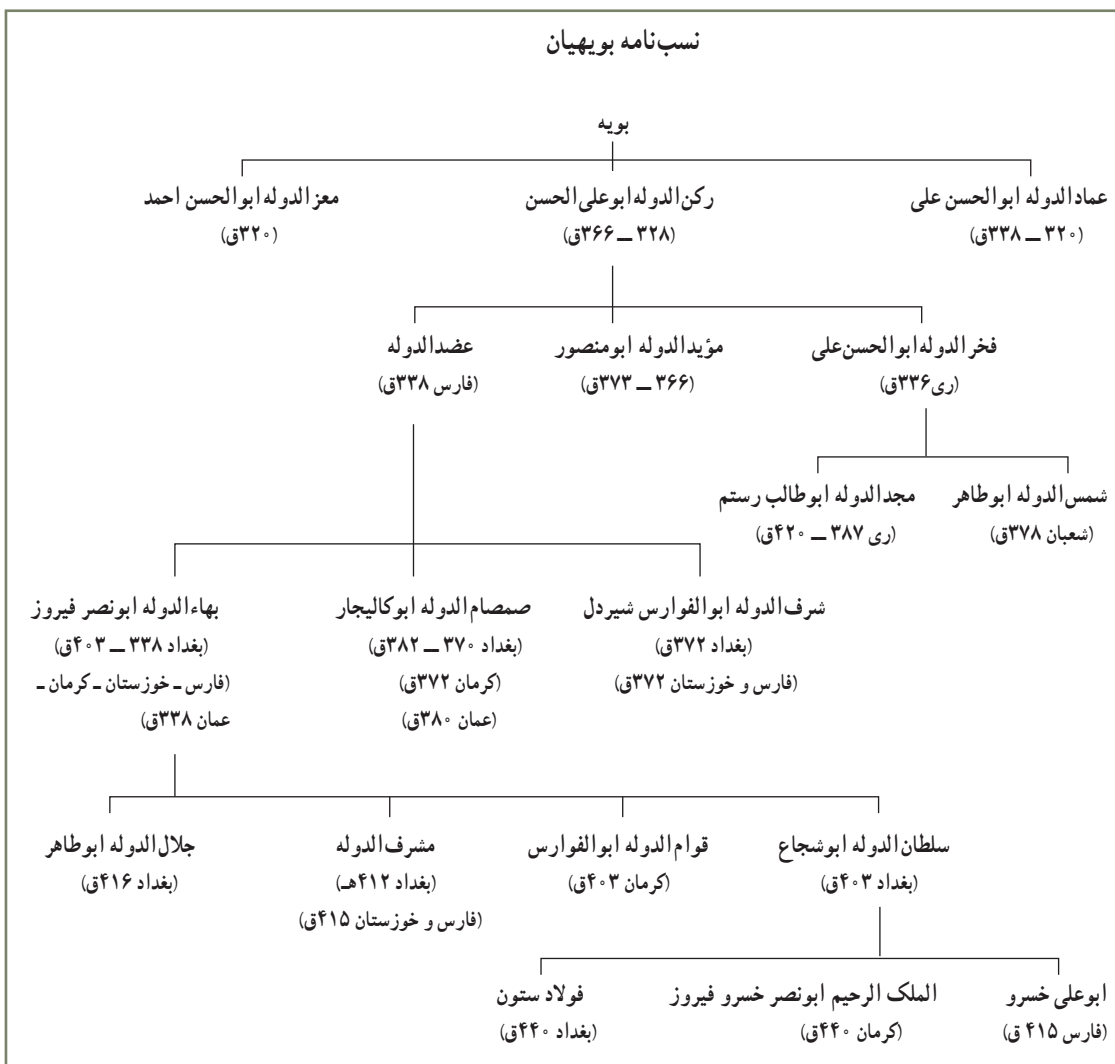 نسب‌نامه بویهیان
بویه
عمادالدوله ابوالحسن علی
(۳۲۰ ــ ۳۳۸ق)
رکن‌الدوله ابوعلی‌الحسن
(۳۲۸ ــ ۳۶۶ق)
معزالدوله ابوالحسن احمد
(۳۲۰ق)
فخرالدوله ابوالحسن‌علی
(ری ۳۳۶ق)
مؤیدالدوله ابومنصور
(۳۶۶ ــ ۳۷۳ق)
عضدالدوله
(فارس ۳۳۸ق)
شمس‌الدوله ابوطاهر
(شعبان ۳۷۸ق)
مجدالدوله ابوطالب رستم
(ری ۳۸۷ ــ ۴۲۰ق)
شرف‌الدوله ابوالفوارس شیردل
(بغداد ۳۷۲ق)
(فارس و خوزستان ۳۷۲ق)
صمصام‌الدوله ابوکالیجار
(بغداد ۳۷۰ ــ ۳۸۲ق)
(کرمان ۳۷۲ق)
(عمان ۳۸۰ق)
بهاءالدوله ابونصر فیروز
(بغداد ۳۳۸ ــ ۴۰۳ق)
(فارس ـ خوزستان ـ کرمان ـ
عمان ۳۳۸ق)
سلطان‌الدوله ابوشجاع
(بغداد ۴۰۳ق)
قوام‌الدوله ابوالفوارس
(کرمان ۴۰۳ق)
مشرف‌الدوله
(بغداد ۴۱۲هـ)
(فارس و خوزستان ۴۱۵ق)
جلال‌الدوله ابوطاهر
(بغداد ۴۱۶ق)
ابوعلی خسرو
(فارس ۴۱۵ ق)
الملک الرحیم ابونصر خسرو فیروز
(کرمان ۴۴۰ق)
فولاد ستون
(بغداد ۴۴۰ق)